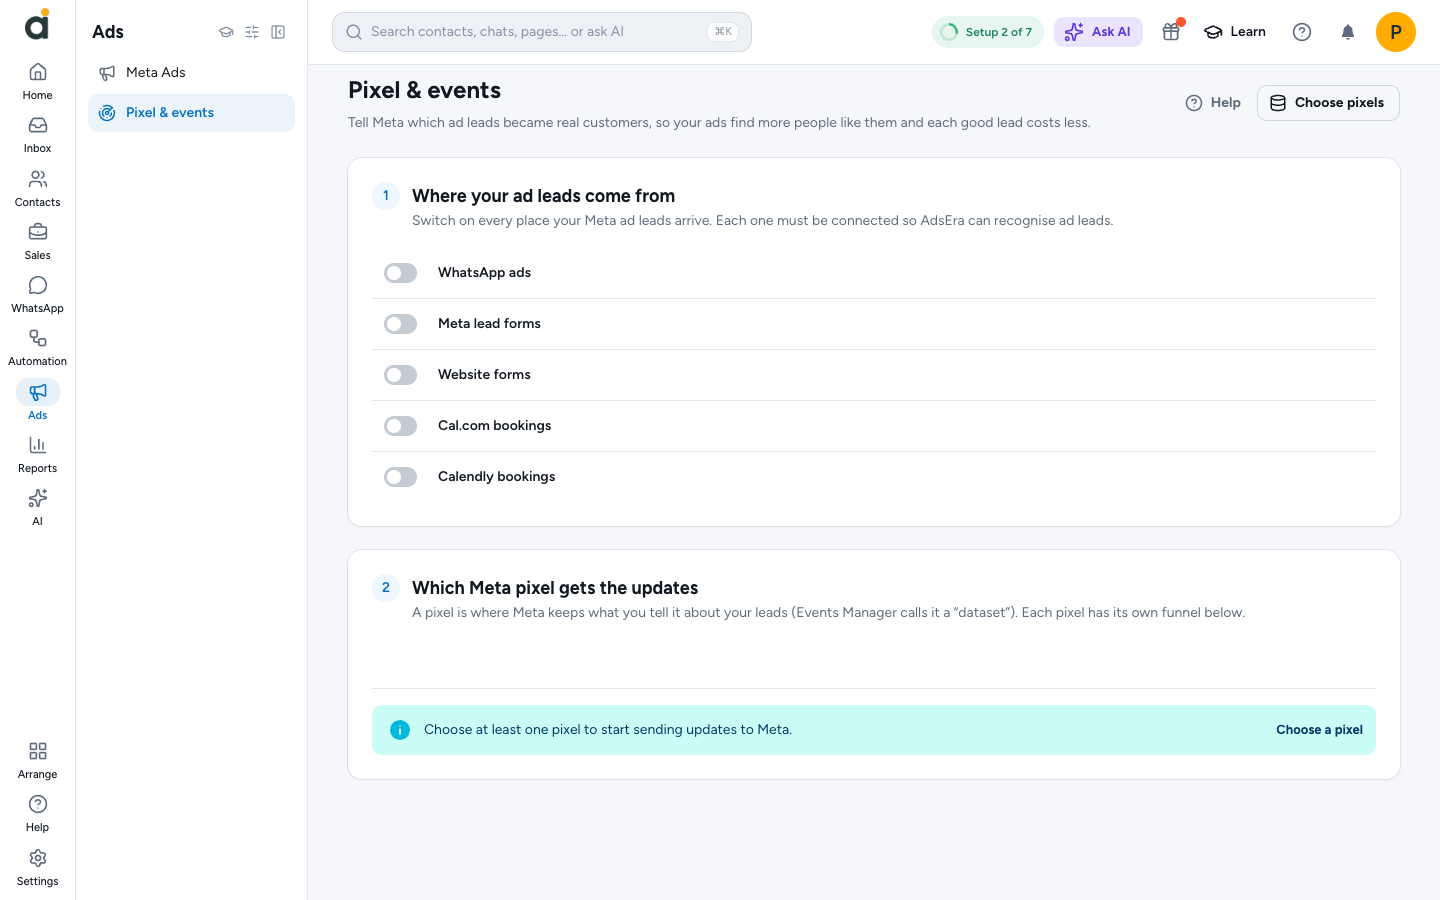 Ads
Search contacts, chats, pages... or ask AI
⌘K
Setup 2 of 7
Ask AI
Learn
P
Home
Inbox
Contacts
Sales
WhatsApp
Automation
Ads
Reports
AI
Arrange
Help
Settings
Meta Ads
Pixel & events
Pixel & events
Tell Meta which ad leads became real customers, so your ads find more people like them and each good lead costs less.
Help
Choose pixels
1
Where your ad leads come from
Switch on every place your Meta ad leads arrive. Each one must be connected so AdsEra can recognise ad leads.
WhatsApp ads
Meta lead forms
Website forms
Cal.com bookings
Calendly bookings
2
Which Meta pixel gets the updates
A pixel is where Meta keeps what you tell it about your leads (Events Manager calls it a “dataset”). Each pixel has its own funnel below.
Choose at least one pixel to start sending updates to Meta.
Choose a pixel